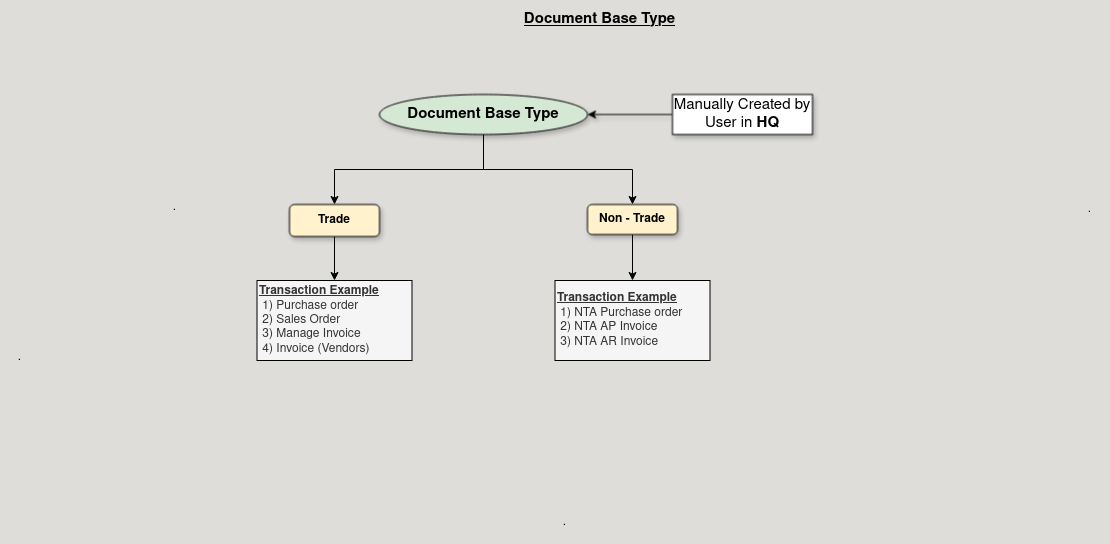 Document Base Type
Document Base Type
Manually Created by
User in HQ
Trade
Non - Trade
Transaction Example
1) Purchase order
2) Sales Order
3) Manage Invoice
4) Invoice (Vendors)
Transaction Example
1) NTA Purchase order
2) NTA AP Invoice
3) NTA AR Invoice